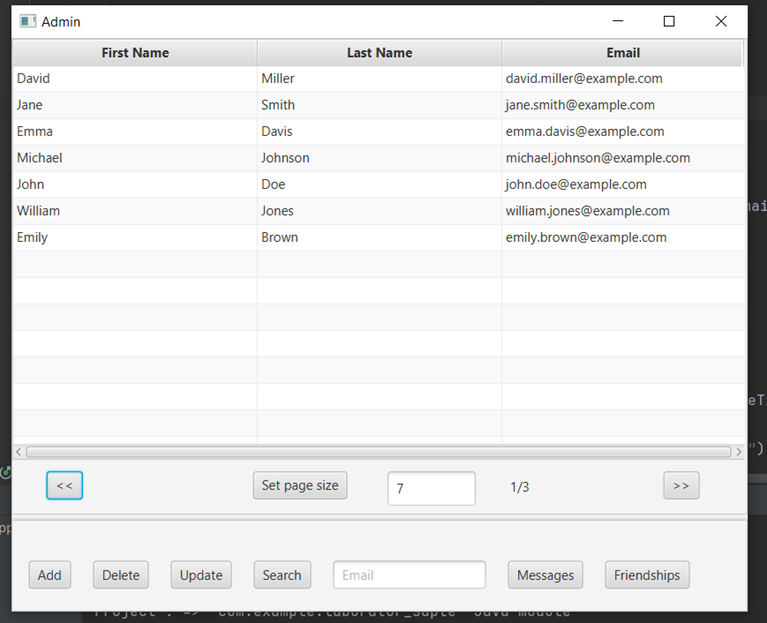 Admin
First Name Last Name Email
David Miller david.miller@example.com
Jane Smith jane.smith@example.com
Emma Davis emma.davis@example.com
Michael Johnson michael.johnson@example.com
John Doe john.doe@example.com
William Jones william.jones@example.com
Emily Brown emily.brown@example.com
<< Set page size 7 1/3 >>
Add Delete Update Search Email Messages Friendships